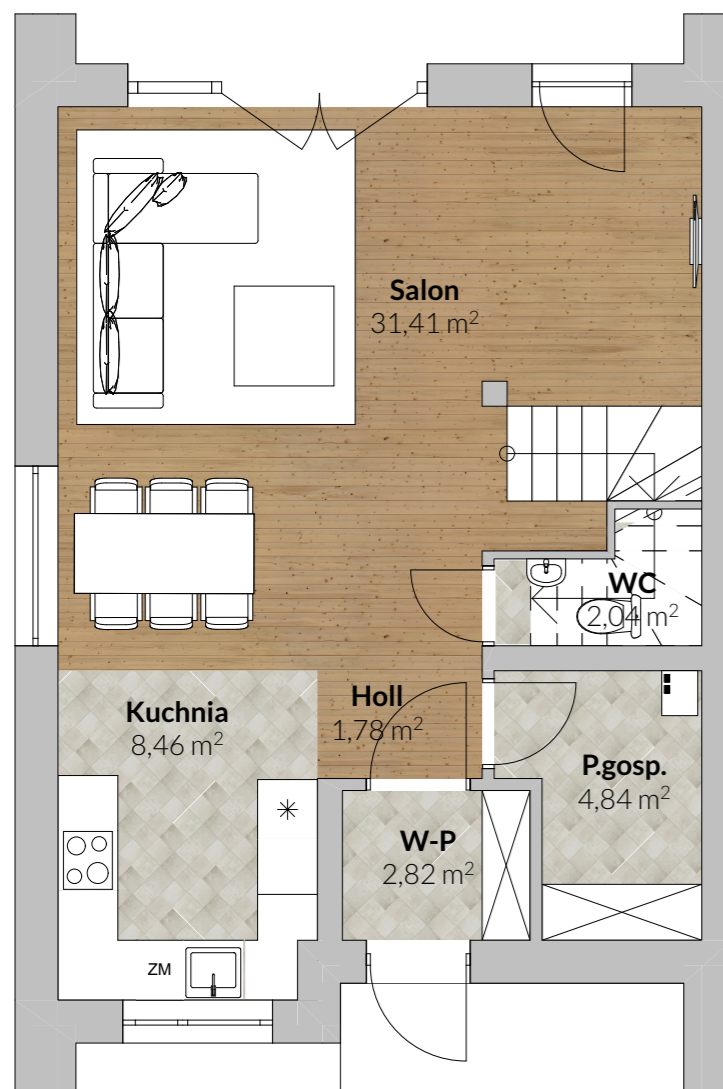 Salon
31,41 m²
WC
2,04 m²
Holl
1,78 m²
Kuchnia
8,46 m²
P.gosp.
4,84 m²
W-P
2,82 m²
ZM